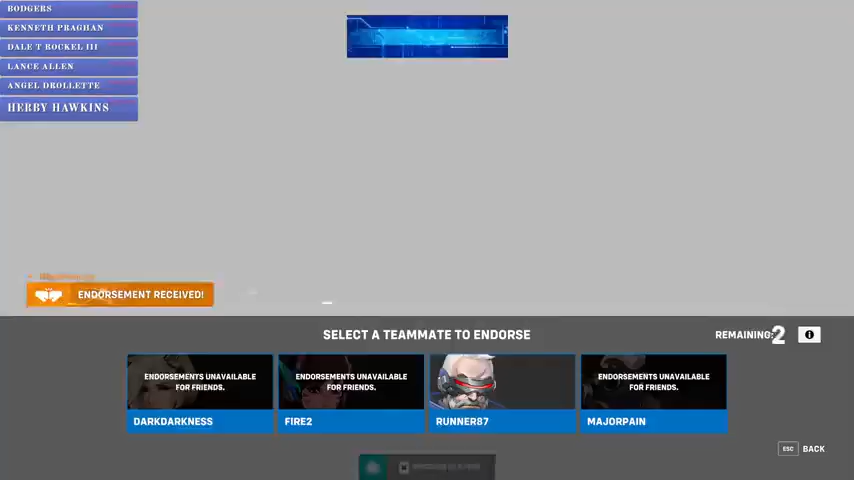 BODGERS
KENNETH PRAGHAN
DALE T ROCKEL III
LANCE ALLEN
ANGEL DROLLETTE
HERBY HAWKINS
ENDORSEMENT RECEIVED!
SELECT A TEAMMATE TO ENDORSE
REMAINING: 2
ENDORSEMENTS UNAVAILABLE
FOR FRIENDS.
ENDORSEMENTS UNAVAILABLE
FOR FRIENDS.
ENDORSEMENTS UNAVAILABLE
FOR FRIENDS.
DARKDARKNESS
FIRE2
RUNNER87
MAJORPAIN
ESC BACK